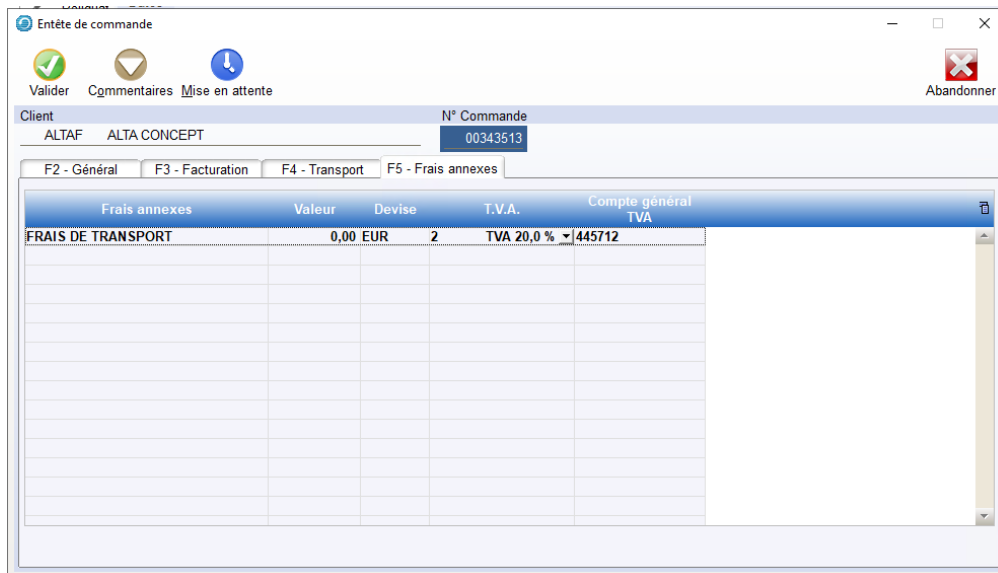 Entête de commande
Valider Commentaires Mise en attente Abandonner
Client N° Commande
ALTAF ALTA CONCEPT 00343513
F2 - Général F3 - Facturation F4 - Transport F5 - Frais annexes
Frais annexes Valeur Devise T.V.A. Compte général TVA
FRAIS DE TRANSPORT 0,00 EUR 2 TVA 20,0 % 445712